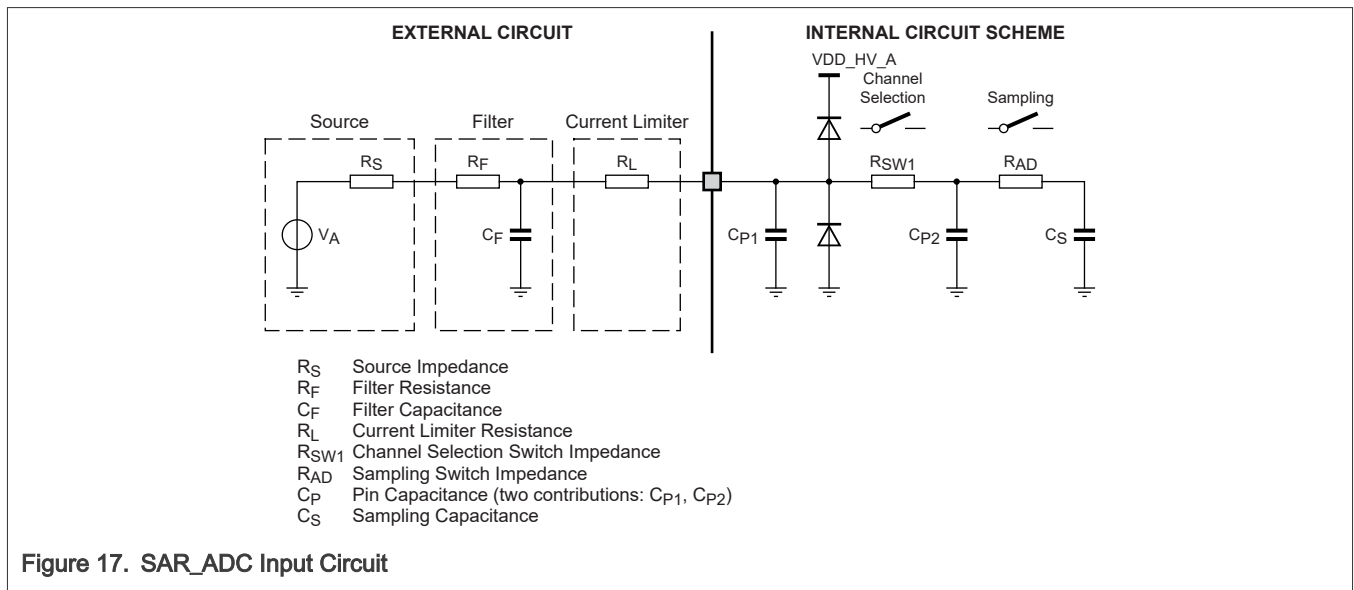 EXTERNAL CIRCUIT
INTERNAL CIRCUIT SCHEME
VDD_HV_A
Channel
Selection
Sampling
Source
Filter
Current Limiter
RS
RF
RL
RSW1
RAD
VA
CF
CP1
CP2
CS
RS Source Impedance
RF Filter Resistance
CF Filter Capacitance
RL Current Limiter Resistance
RSW1 Channel Selection Switch Impedance
RAD Sampling Switch Impedance
CP Pin Capacitance (two contributions: CP1, CP2)
CS Sampling Capacitance
Figure 17. SAR_ADC Input Circuit